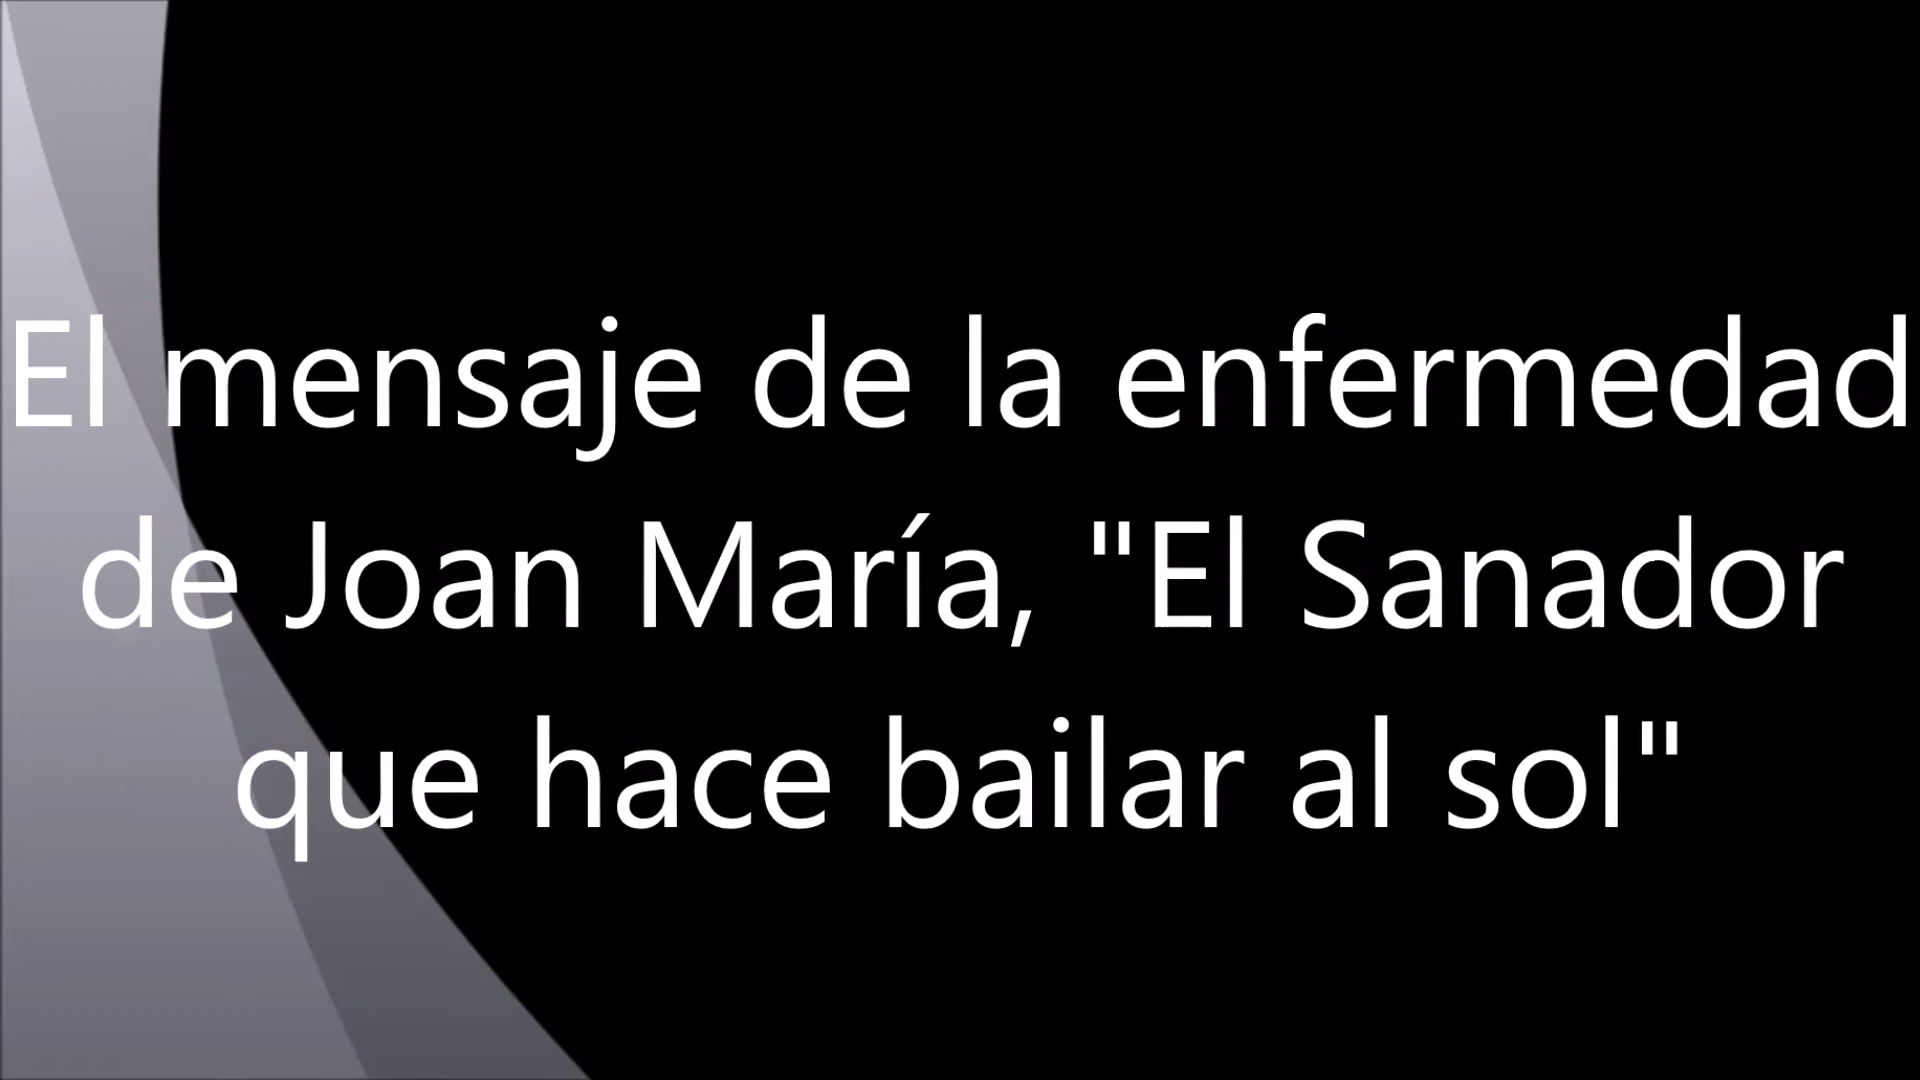 El mensaje de la enfermedad
de Joan María, "El Sanador
que hace bailar al sol"